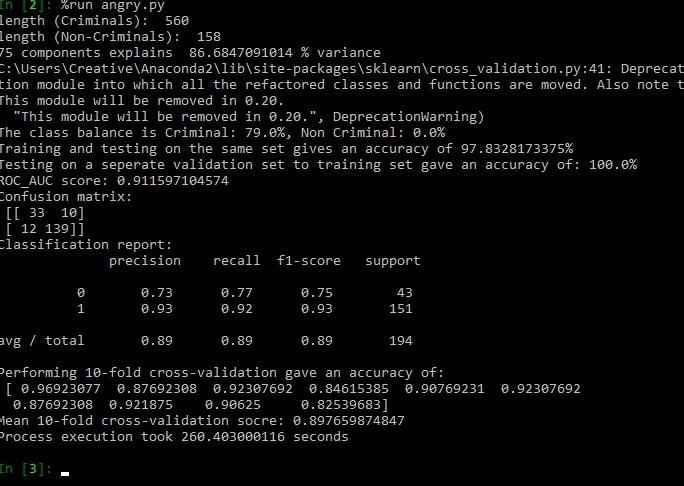 In [2]: %run angry.py
length (Criminals):  560
length (Non-Criminals):  158
75 components explains  86.6847091014 % variance
C:\Users\Creative\Anaconda2\lib\site-packages\sklearn\cross_validation.py:41: Deprecat
tion module into which all the refactored classes and functions are moved. Also note t
This module will be removed in 0.20.
  "This module will be removed in 0.20.", DeprecationWarning)
The class balance is Criminal: 79.0%, Non Criminal: 0.0%
Training and testing on the same set gives an accuracy of 97.8328173375%
Testing on a seperate validation set to training set gave an accuracy of: 100.0%
ROC_AUC score: 0.911597104574
Confusion matrix:
[[ 33  10]
 [ 12 139]]
Classification report:
             precision    recall  f1-score   support
          0       0.73      0.77      0.75        43
          1       0.93      0.92      0.93       151
avg / total       0.89      0.89      0.89       194
Performing 10-fold cross-validation gave an accuracy of:
[ 0.96923077  0.87692308  0.92307692  0.84615385  0.90769231  0.92307692
  0.87692308  0.921875    0.90625     0.82539683]
Mean 10-fold cross-validation socre: 0.897659874847
Process execution took 260.403000116 seconds
In [3]: